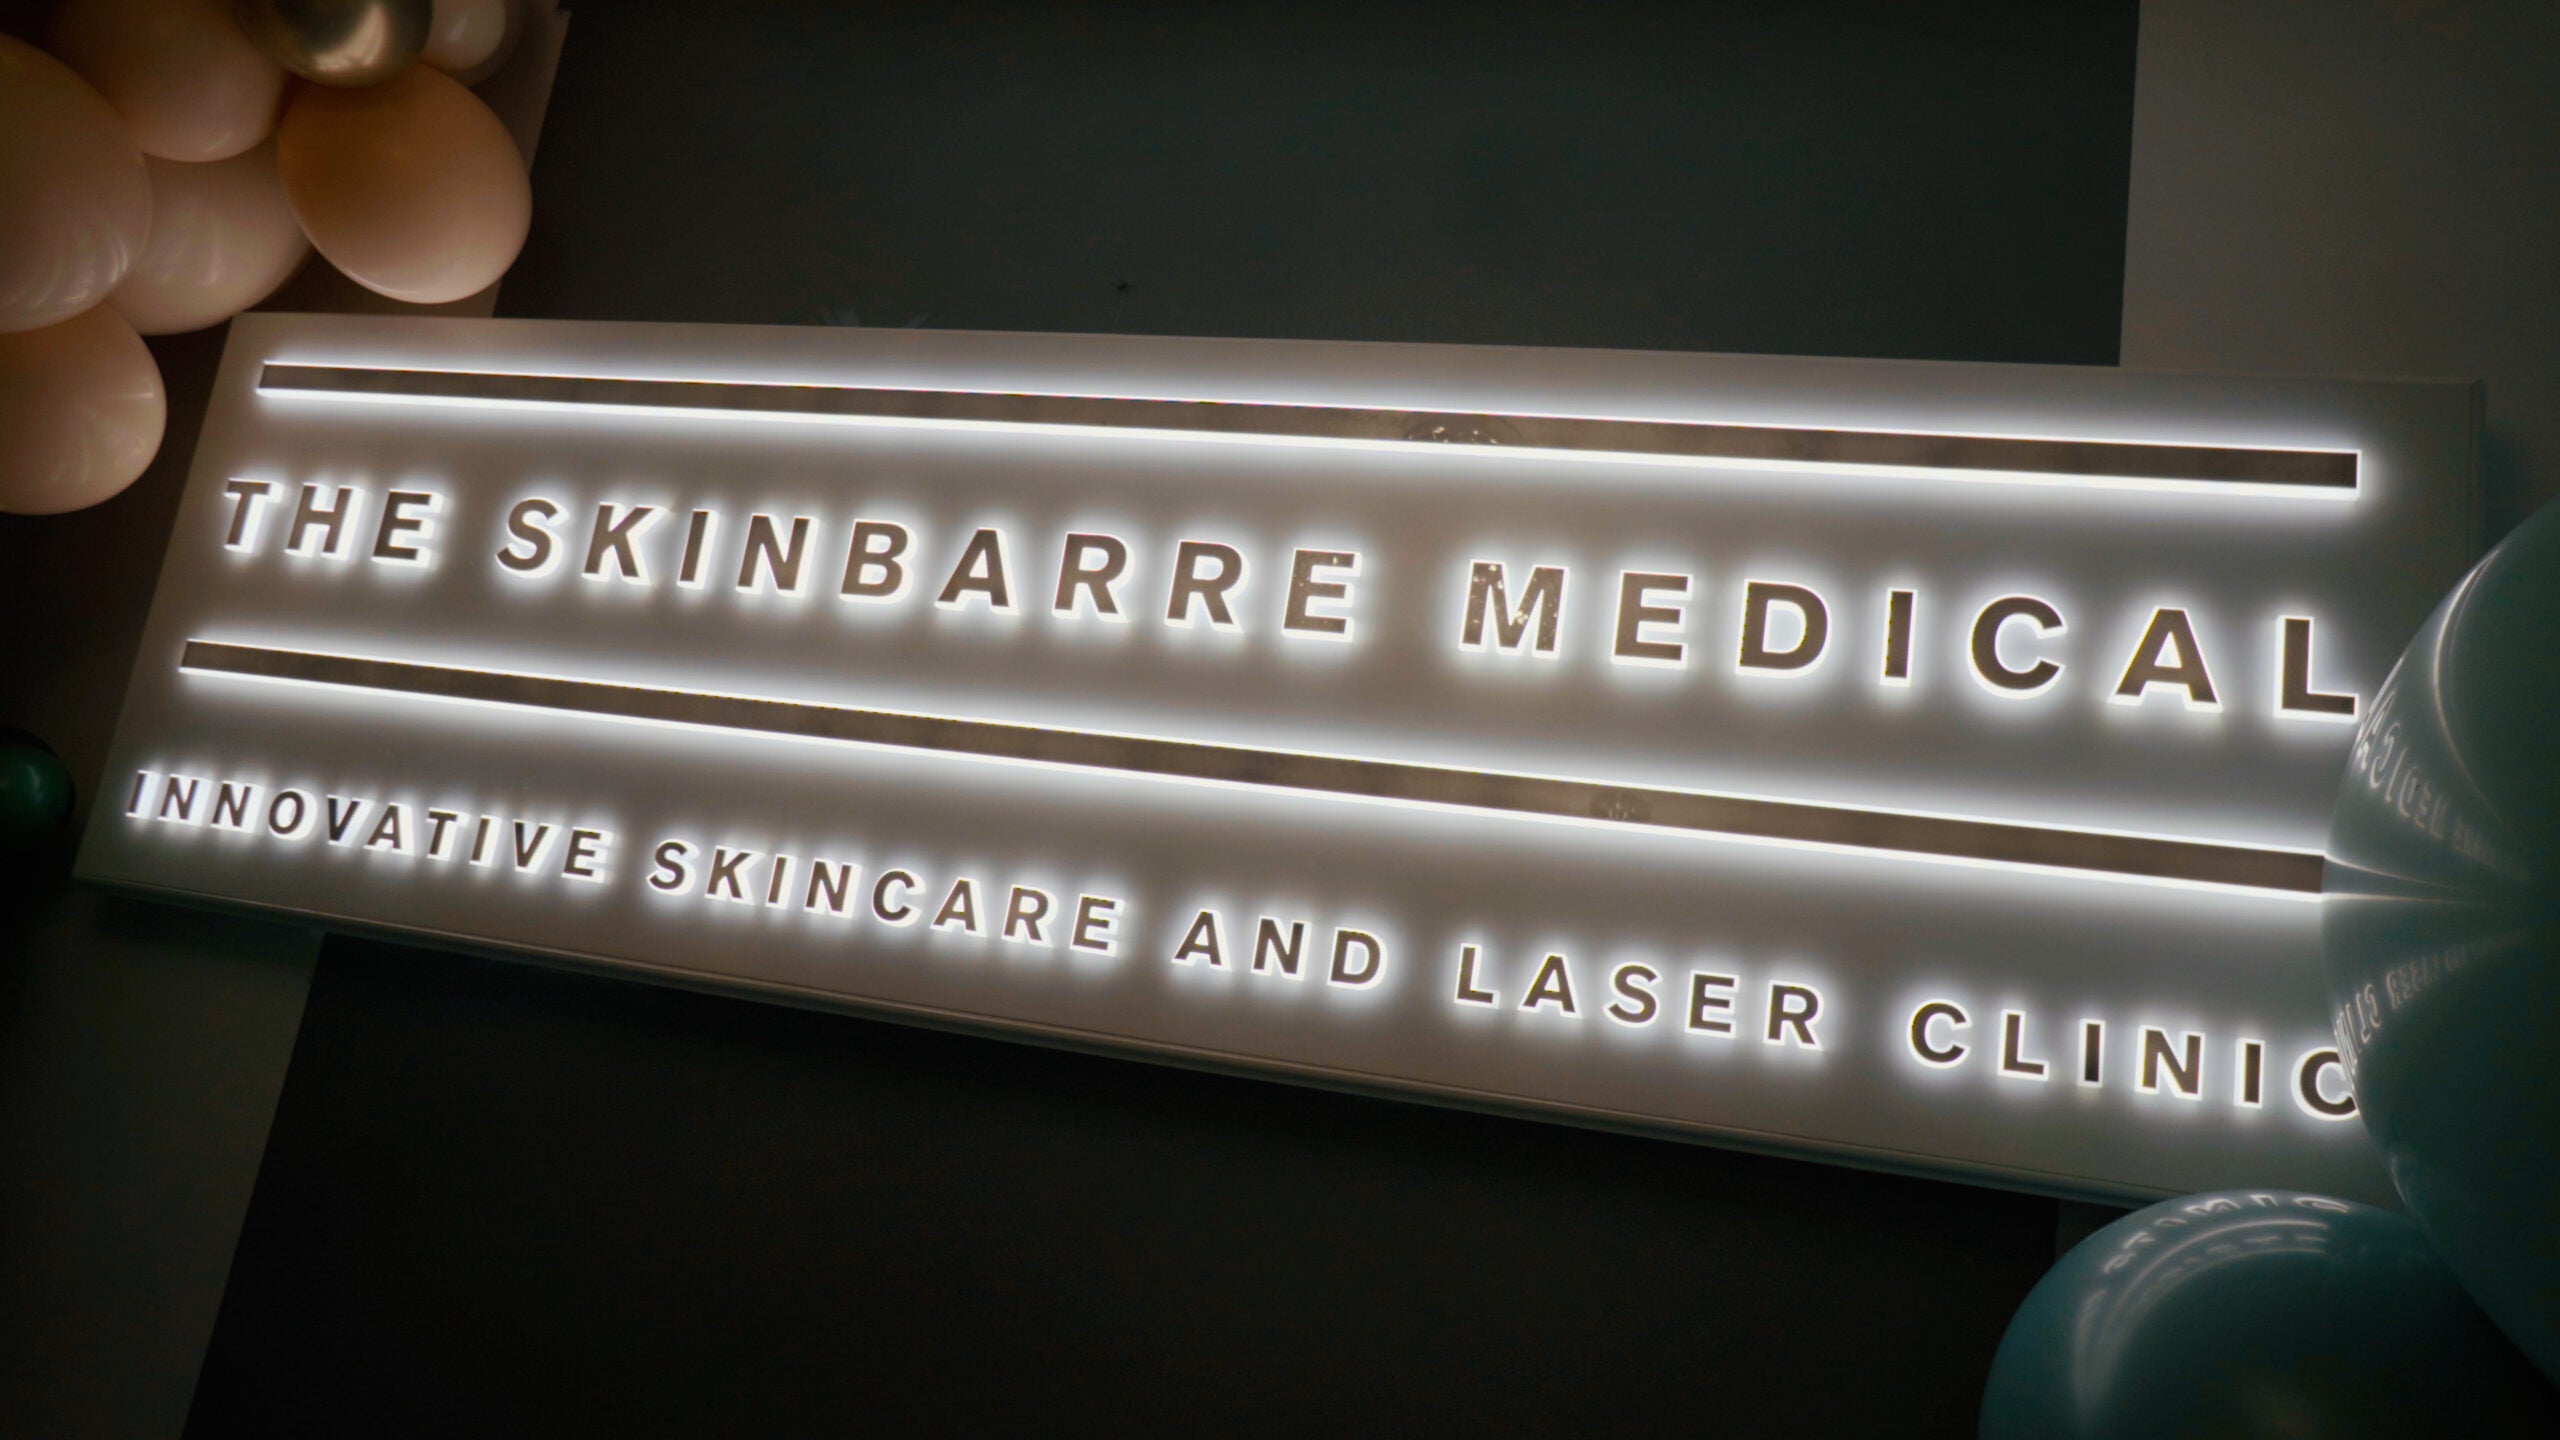 THE SKINBARRE MEDICAL
INNOVATIVE SKINCARE AND LASER CLINIC